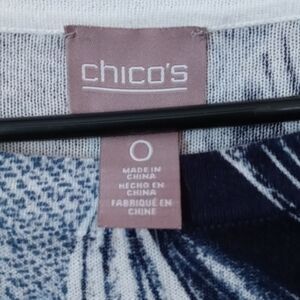 chico's
0
MADE IN
CHINA
HECHO EN
CHINA
FABRIQUÉ EN
CHINE